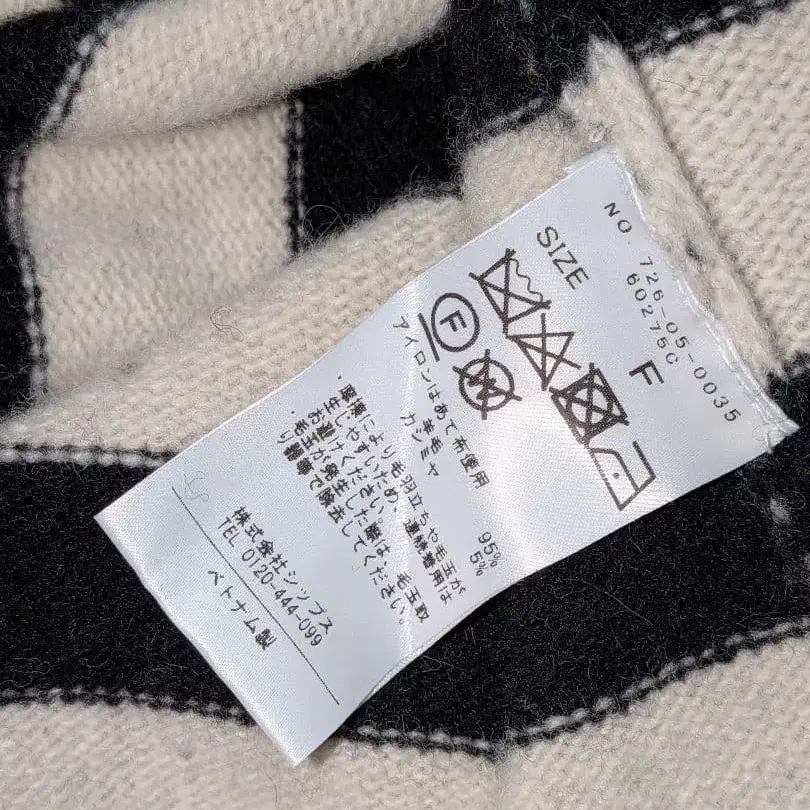 NO. 726-05-0035
60275C
SIZE F
F
W
アイロンはあて布使用
羊毛 95%
カシミヤ 5%
・摩擦により毛羽立ちや毛玉が
生じやすいため、連続着用は
お避けください。
・毛玉が発生した際は、毛玉取
り器等で除去してください。
株式会社シップス
TEL 0120-444-099
ベトナム製